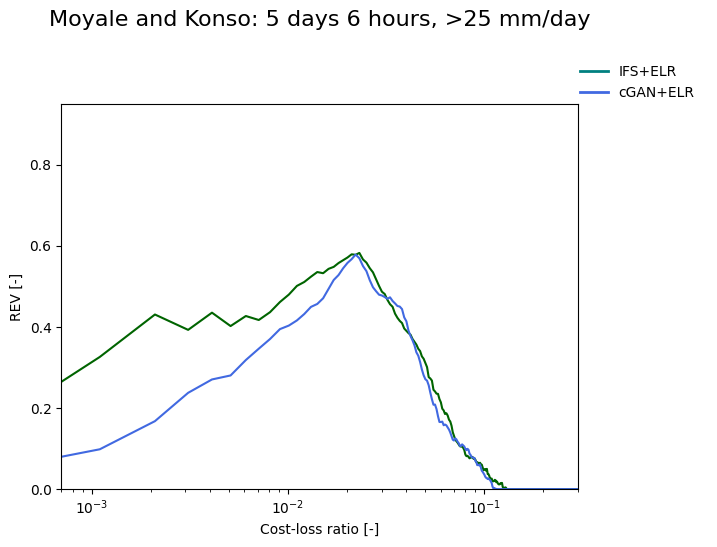 Moyale and Konso: 5 days 6 hours, >25 mm/day
IFS+ELR
cGAN+ELR
0.8
0.6
0.4
0.2
0.0
REV [-]
10⁻³
10⁻²
10⁻¹
Cost-loss ratio [-]